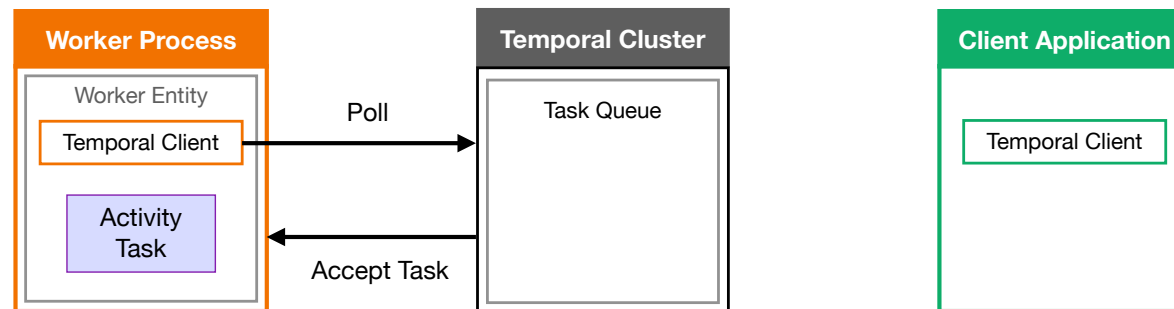 Worker Process
Worker Entity
Temporal Client
Activity
Task
Poll
Accept Task
Temporal Cluster
Task Queue
Client Application
Temporal Client